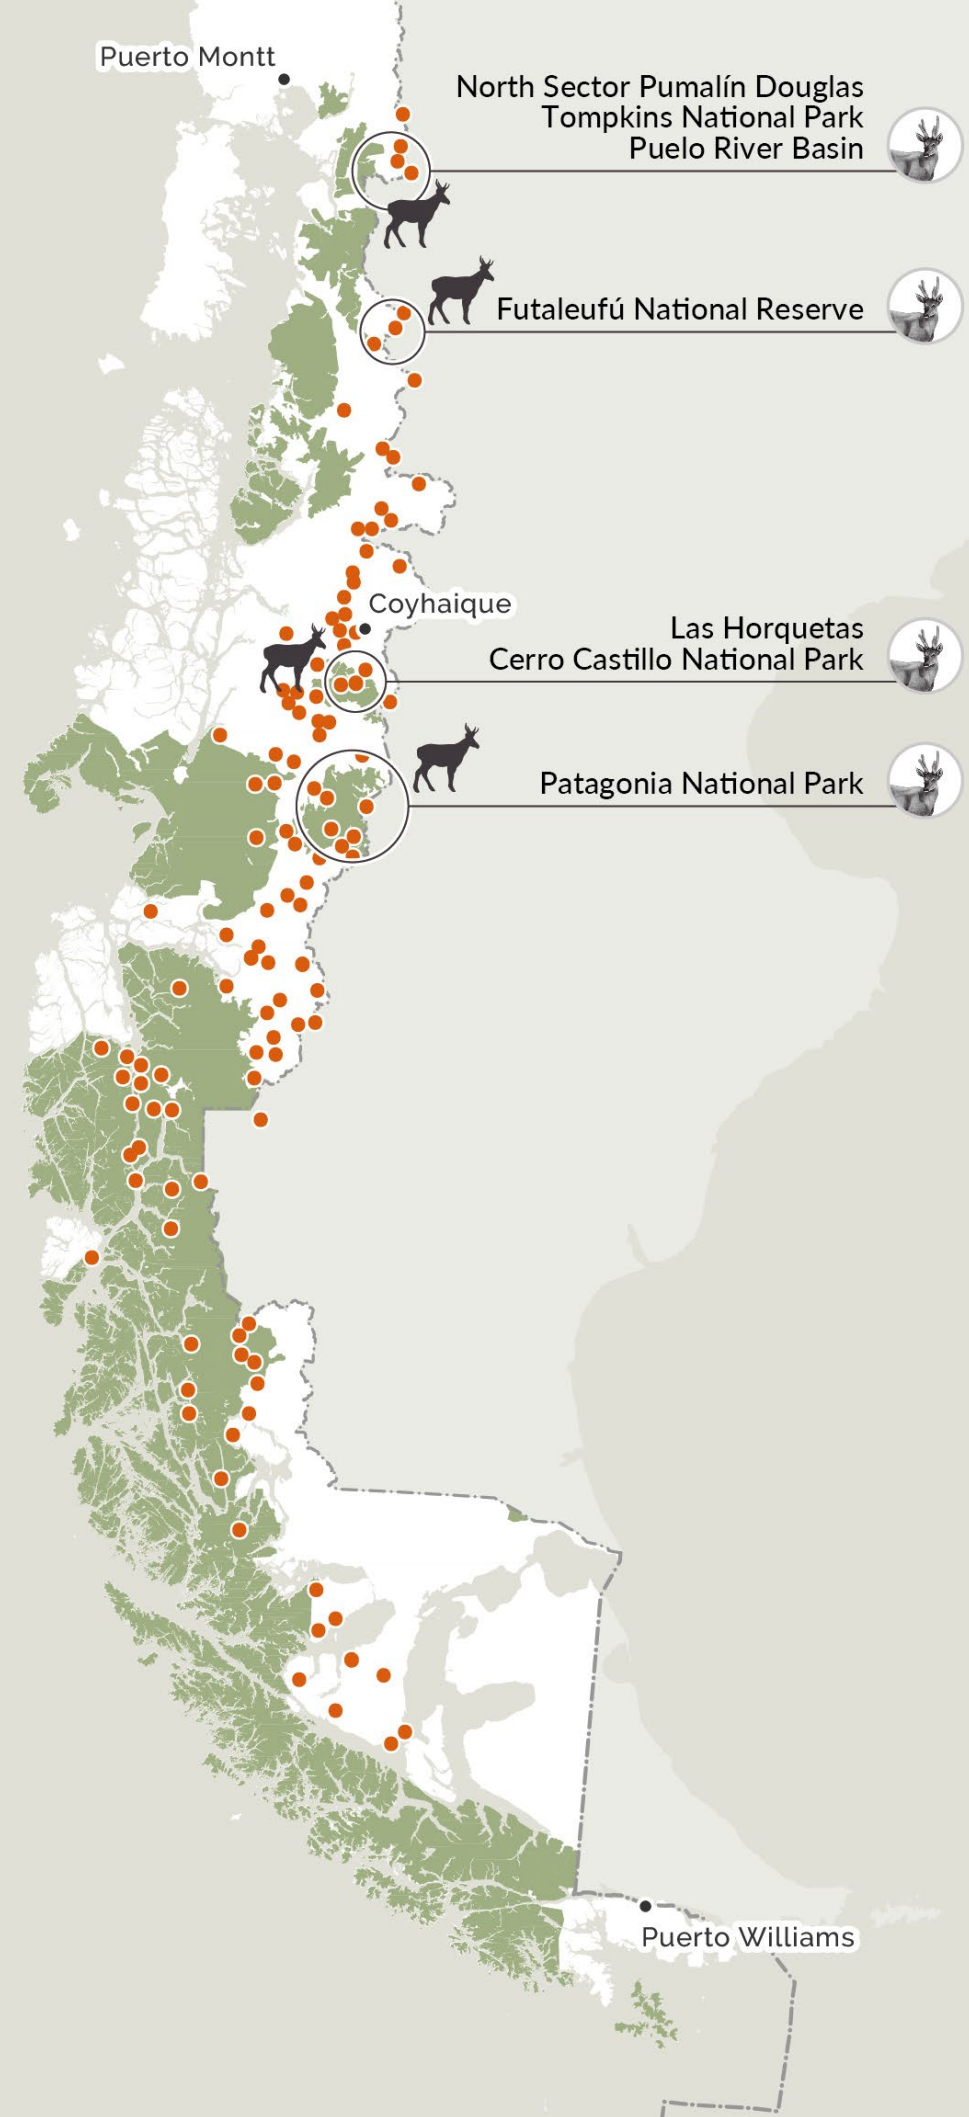 Puerto Montt
North Sector Pumalín Douglas
Tompkins National Park
Puelo River Basin
Futaleufú National Reserve
Coyhaique
Las Horquetas
Cerro Castillo National Park
Patagonia National Park
Puerto Williams